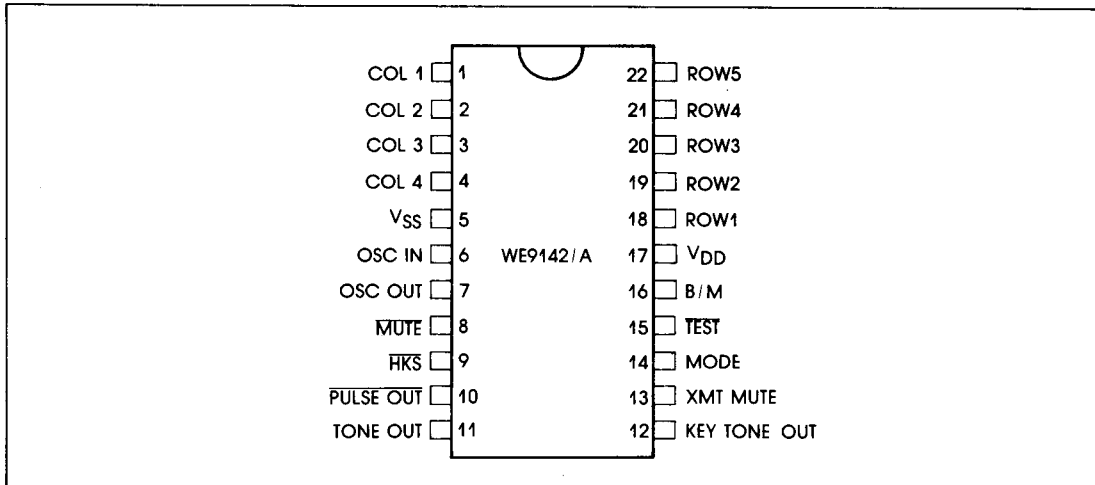 COL 1 1 22 ROW5
COL 2 2 21 ROW4
COL 3 3 20 ROW3
COL 4 4 19 ROW2
VSS 5 18 ROW1
OSC IN 6 WE9142/A 17 VDD
OSC OUT 7 16 B/M
MUTE 8 15 TEST
HKS 9 14 MODE
PULSE OUT 10 13 XMT MUTE
TONE OUT 11 12 KEY TONE OUT